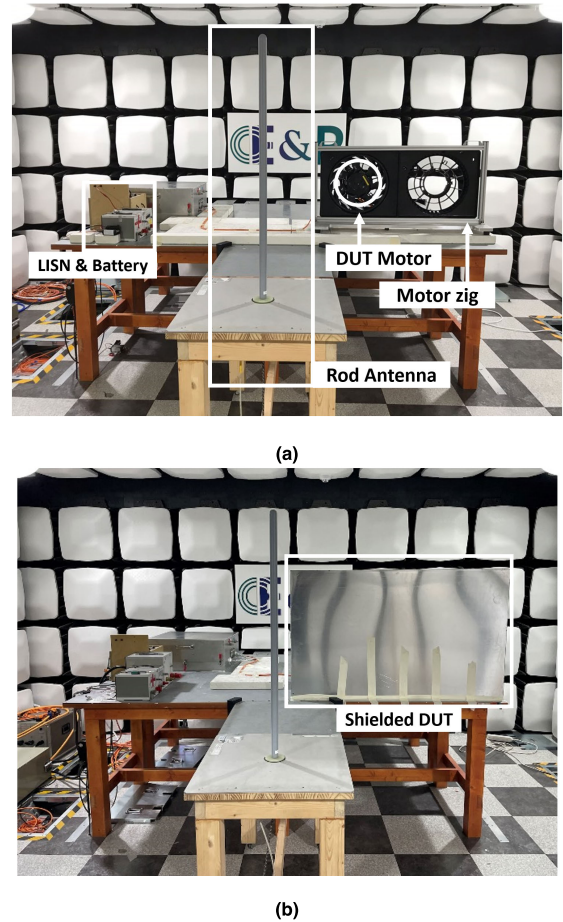 E & R
DUT Motor
LISN & Battery
Motor zig
Rod Antenna
(a)
E
Shielded DUT
(b)